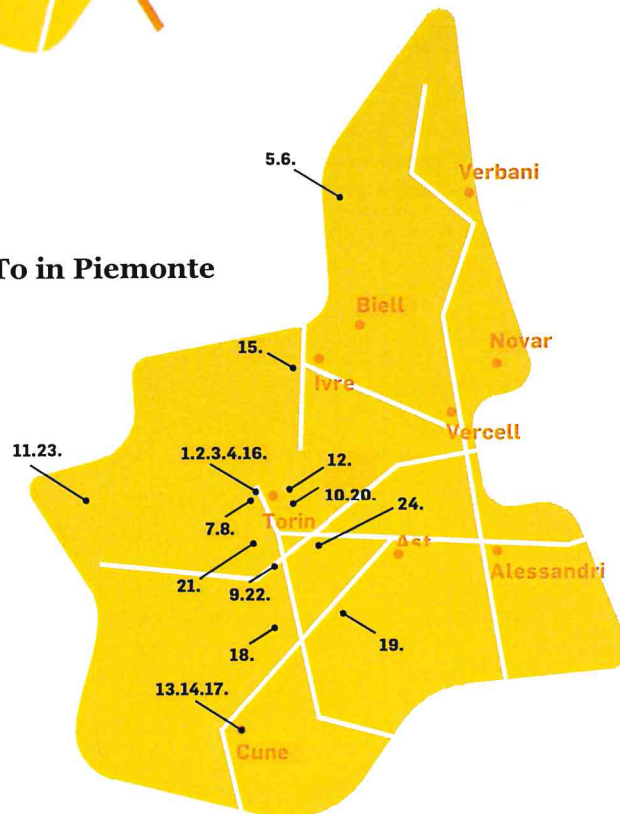 5.6.
Verbani
To in Piemonte
Biell
15.
Novar
Ivre
Vercell
11.23.
1.2.3.4.16.
12.
10.20.
24.
7.8.
Torin
Ast
Alessandri
21.
9.22.
18.
19.
13.14.17.
Cune